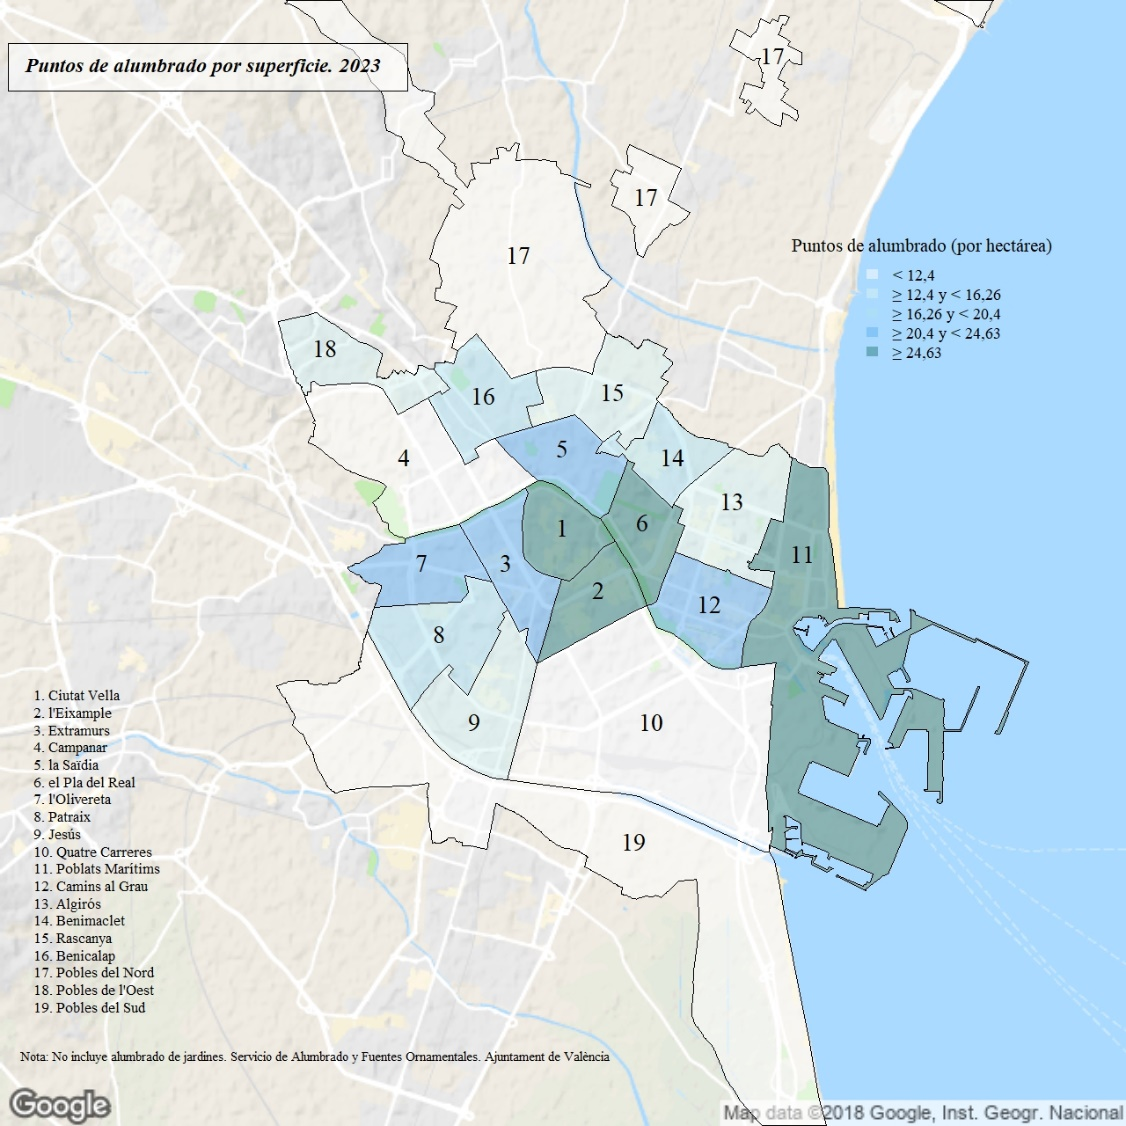 Puntos de alumbrado por superficie. 2023
17
17
17
Puntos de alumbrado (por hectárea)
< 12,4
≥ 12,4 y < 16,26
≥ 16,26 y < 20,4
≥ 20,4 y < 24,63
≥ 24,63
18
16
15
4
5
14
13
1
6
11
7
3
2
12
8
9
10
19
1. Ciutat Vella
2. l'Eixample
3. Extramurs
4. Campanar
5. la Saïdia
6. el Pla del Real
7. l'Olivereta
8. Patraix
9. Jesús
10. Quatre Carreres
11. Poblats Marítims
12. Camins al Grau
13. Algirós
14. Benimaclet
15. Rascanya
16. Benicalap
17. Pobles del Nord
18. Pobles de l'Oest
19. Pobles del Sud
Nota: No incluye alumbrado de jardines. Servicio de Alumbrado y Fuentes Ornamentales. Ajuntament de València
Google
Map data ©2018 Google, Inst. Geogr. Nacional